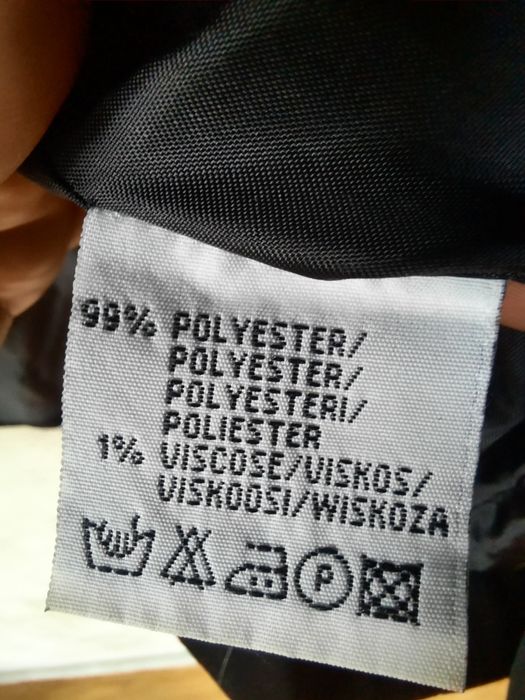 99% POLYESTER/
POLYESTER/
POLYESTERI/
POLIESTER
1% VISCOSE/VISKOS/
VISKOOSI/WISKOZA
P